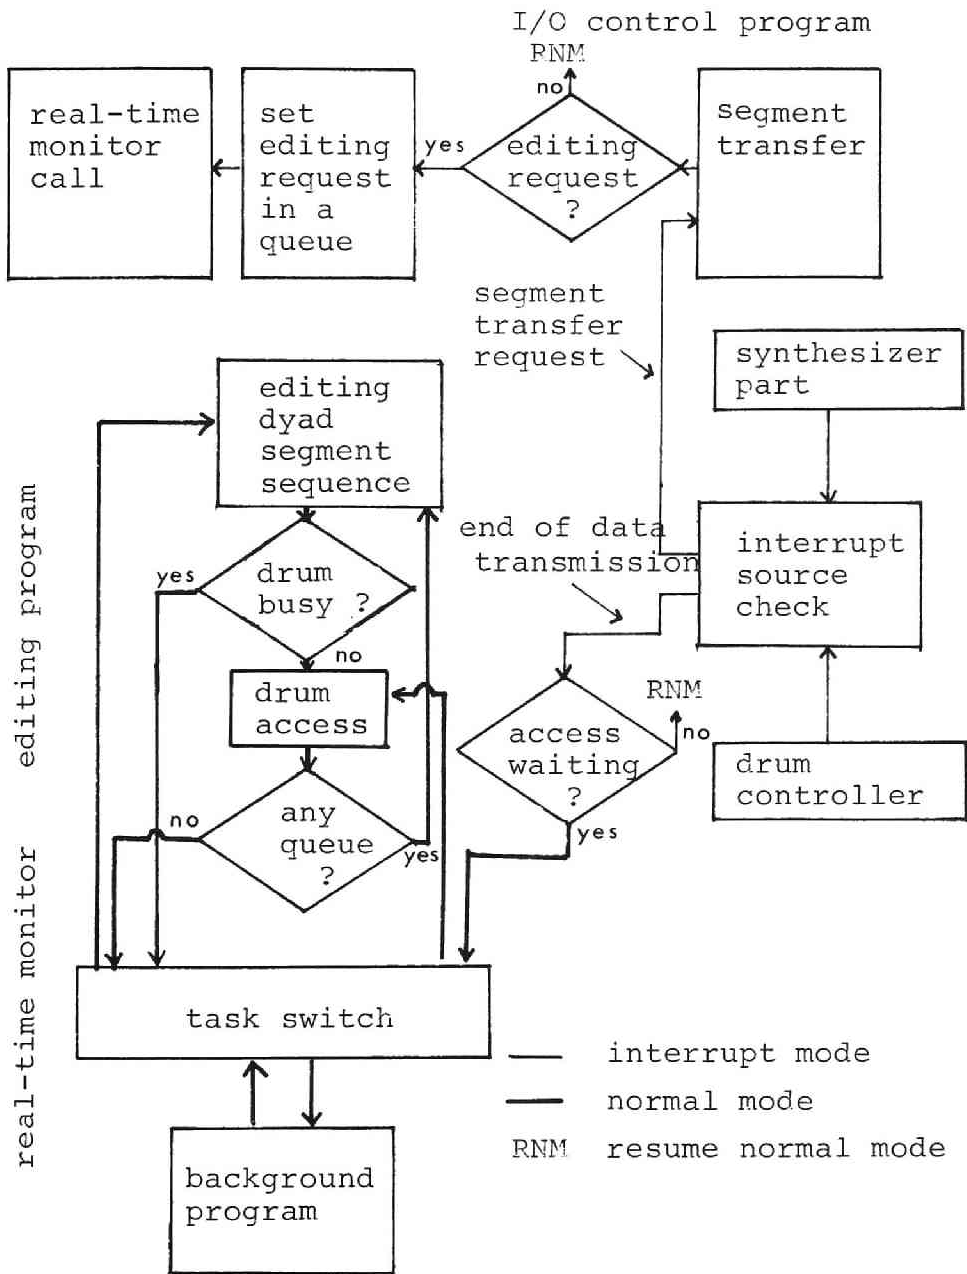 I/O control program
RNM
no
real-time
monitor
call
set
editing
request
in a
queue
yes
editing
request
?
segment
transfer
segment
transfer
request
synthesizer
part
editing
dyad
segment
sequence
end of data
transmission
interrupt
source
check
yes
drum
busy ?
no
drum
access
RNM
no
access
waiting
?
yes
drum
controller
no
any
queue
?
yes
editing program
real-time monitor
task switch
background
program
interrupt mode
normal mode
RNM resume normal mode